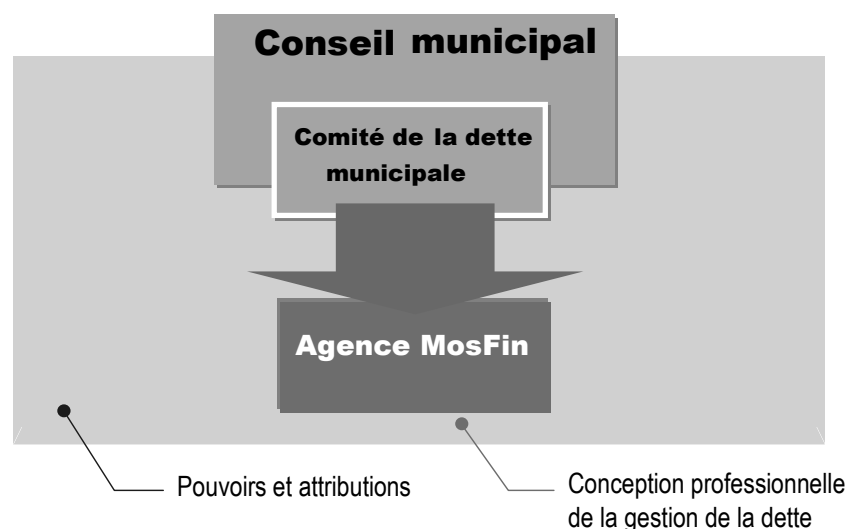 Conseil municipal
Comité de la dette
municipale
Agence MosFin
Pouvoirs et attributions
Conception professionnelle
de la gestion de la dette